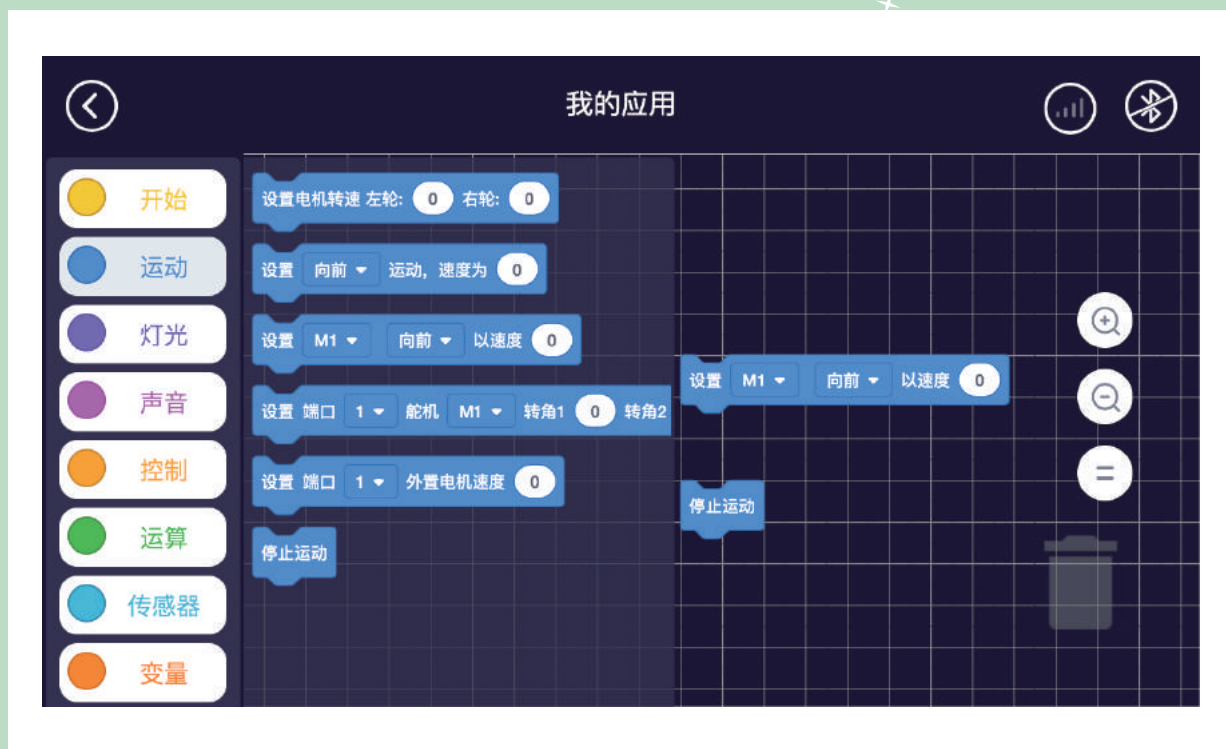 我的应用
开始
运动
灯光
声音
控制
运算
传感器
变量
设置电机转速 左轮: 0 右轮: 0
设置 向前 运动, 速度为 0
设置 M1 向前 以速度 0
设置 端口 1 舵机 M1 转角1 0 转角2
设置 端口 1 外置电机速度 0
停止运动
设置 M1 向前 以速度 0
停止运动